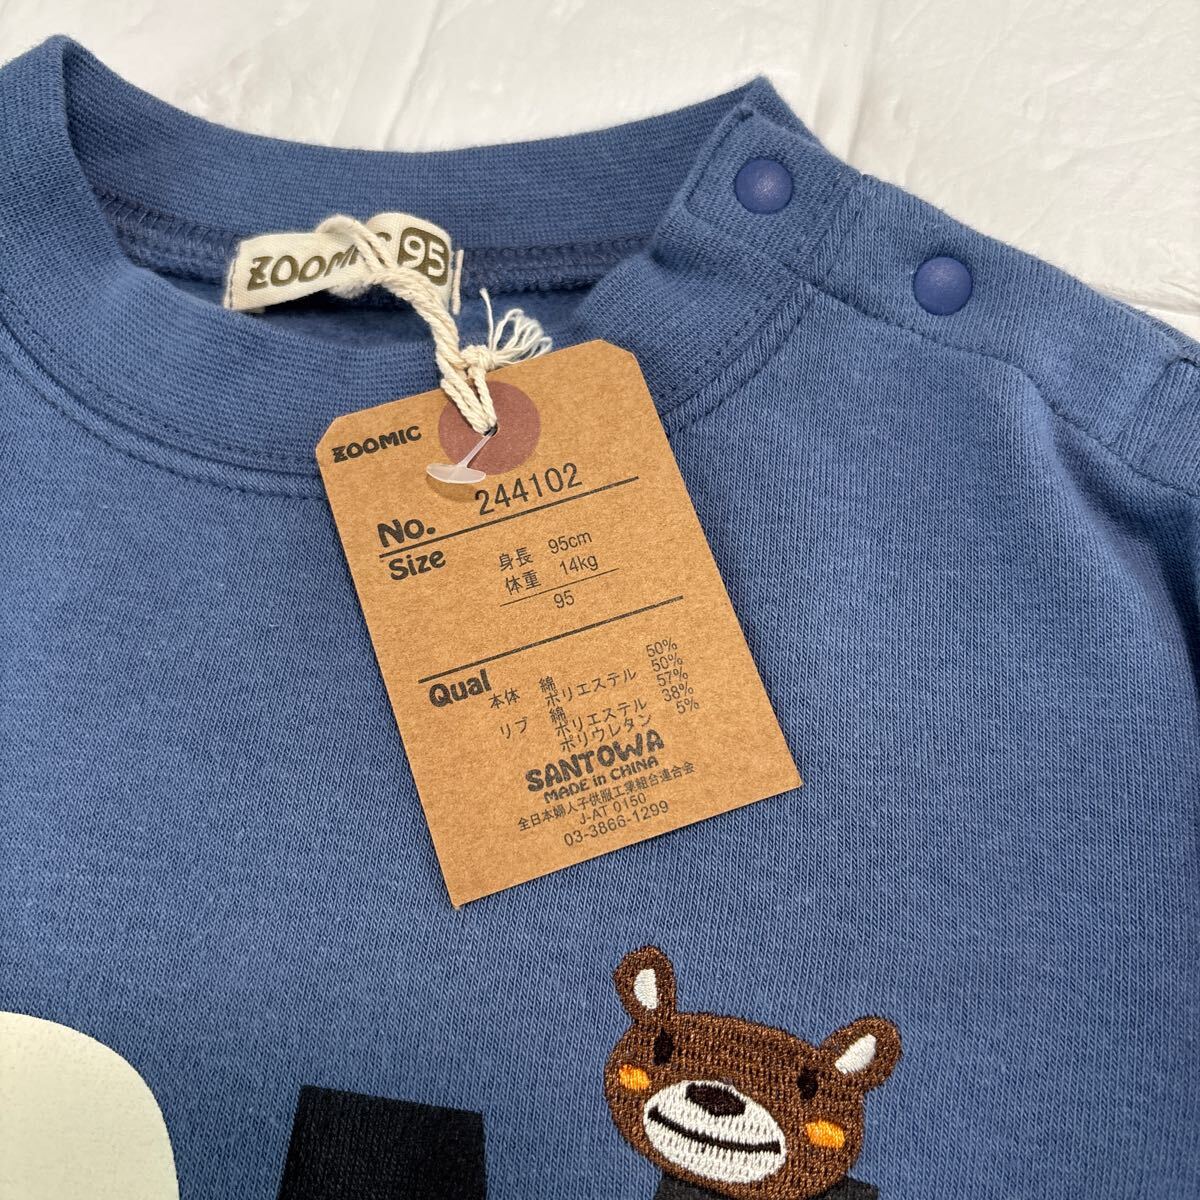 ZOOMIC 95
ZOOMIC
No. 244102
Size 身長 95cm
体重 14kg
95
Qual 本体 綿 50%
ポリエステル 50%
リブ 綿 57%
ポリエステル 38%
ポリウレタン 5%
SANTOWA
MADE in CHINA
全日本婦人子供服工業組合連合会
J-AT 0150
03-3866-1299